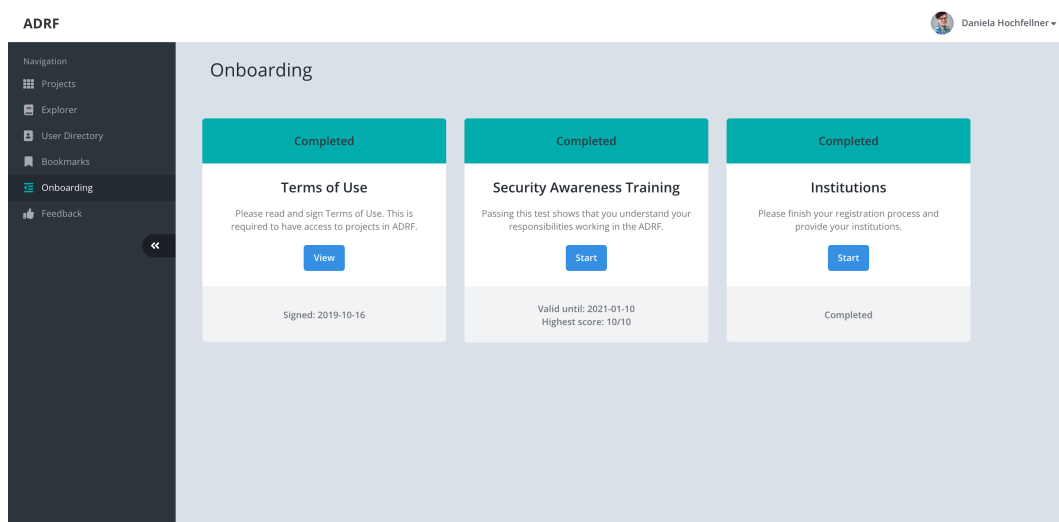 ADRF
Daniela Hochfellner
Navigation
Projects
Explorer
User Directory
Bookmarks
Onboarding
Feedback
Onboarding
Completed
Terms of Use
Please read and sign Terms of Use. This is
required to have access to projects in ADRF.
View
Signed: 2019-10-16
Completed
Security Awareness Training
Passing this test shows that you understand your
responsibilities working in the ADRF.
Start
Valid until: 2021-01-10
Highest score: 10/10
Completed
Institutions
Please finish your registration process and
provide your institutions.
Start
Completed